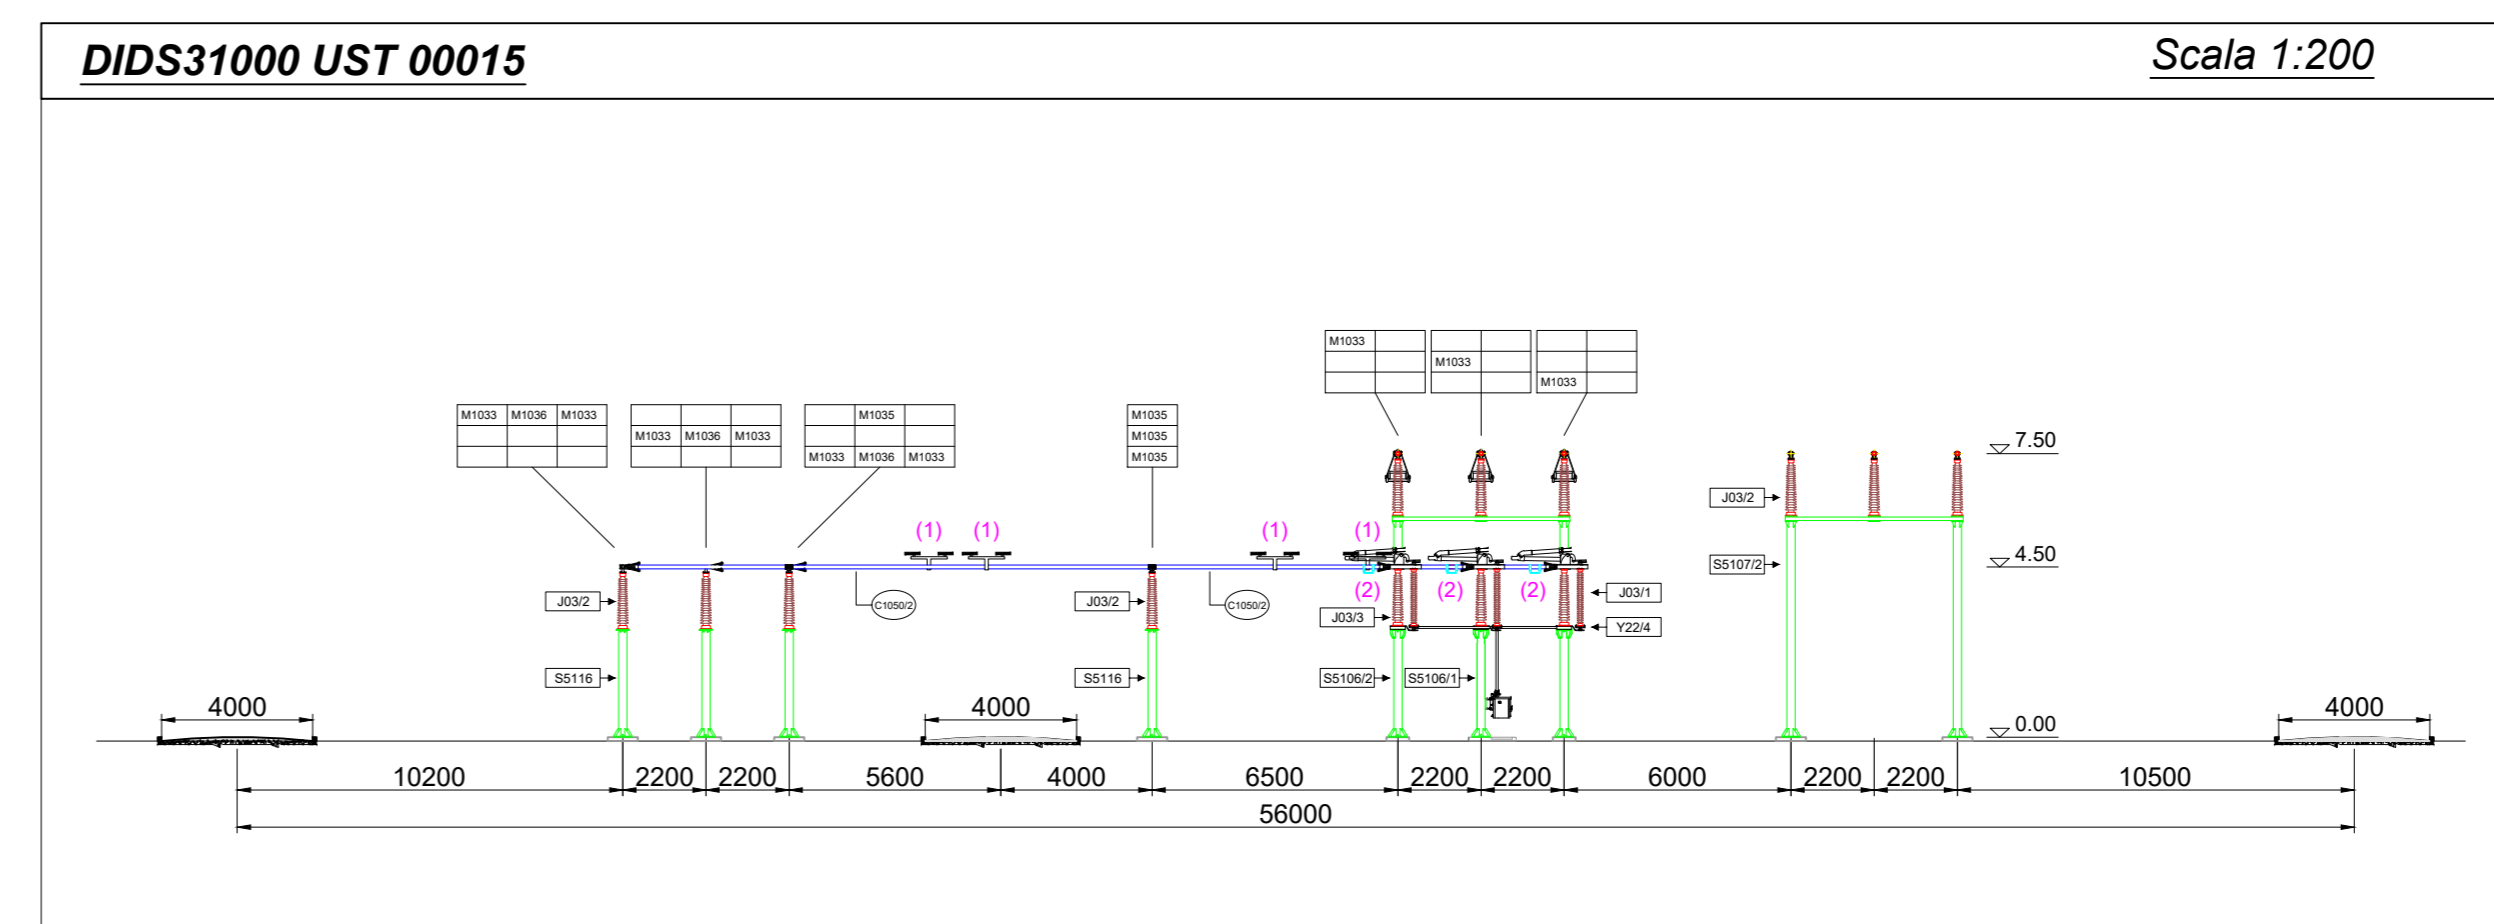 DIDS31000 UST 00015 Scala 1:200
M1033
M1033
M1033
M1033 M1036 M1033
M1033 M1036 M1033
M1035
M1033 M1036 M1033
M1035
M1035
M1035
7.50
J03/2
(1) (1) (1) (1)
4.50
S5107/2
(2) (2) (2)
J03/2 C1050/2 J03/2 C1050/2 J03/3 J03/1
Y22/4
S5116 S5116 S5106/2 S5106/1
4000 4000 4000
0.00
10200 2200 2200 5600 4000 6500 2200 2200 6000 2200 2200 10500
56000